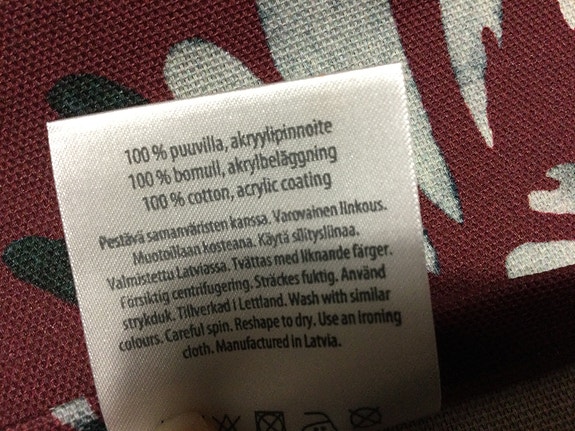 100 % puuvilla, akryylipinnoite
100 % bomull, akrylbeläggning
100 % cotton, acrylic coating
Pestävä samanväristen kanssa. Varovainen linkous.
Muotoillaan kosteana. Käytä silitysliinaa.
Valmistettu Latviassa. Tvättas med liknande färger.
Försiktig centrifugering. Sträckes fuktig. Använd
strykduk. Tillverkad i Lettland. Wash with similar
colours. Careful spin. Reshape to dry. Use an ironing
cloth. Manufactured in Latvia.